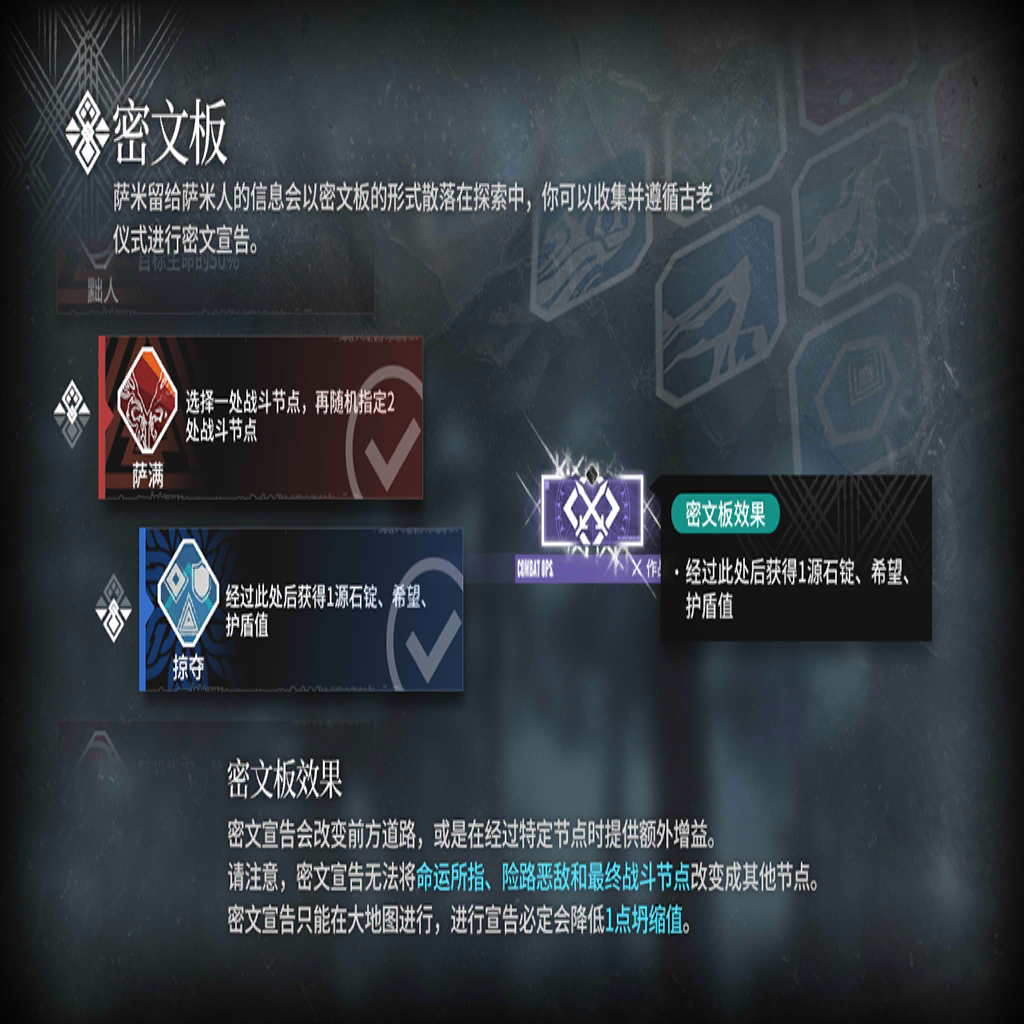 密文板
萨米留给萨米人的信息会以密文板的形式散落在探索中，你可以收集并遵循古老
仪式进行密文宣告。
目标生命的50%
黜人
选择一处战斗节点，再随机指定2
处战斗节点
萨满
经过此处后获得1源石锭、希望、
护盾值
掠夺
COMBAT OPS
作
密文板效果
· 经过此处后获得1源石锭、希望、
护盾值
密文板效果
密文宣告会改变前方道路，或是在经过特定节点时提供额外增益。
请注意，密文宣告无法将命运所指、险路恶敌和最终战斗节点改变成其他节点。
密文宣告只能在大地图进行，进行宣告必定会降低1点坍缩值。